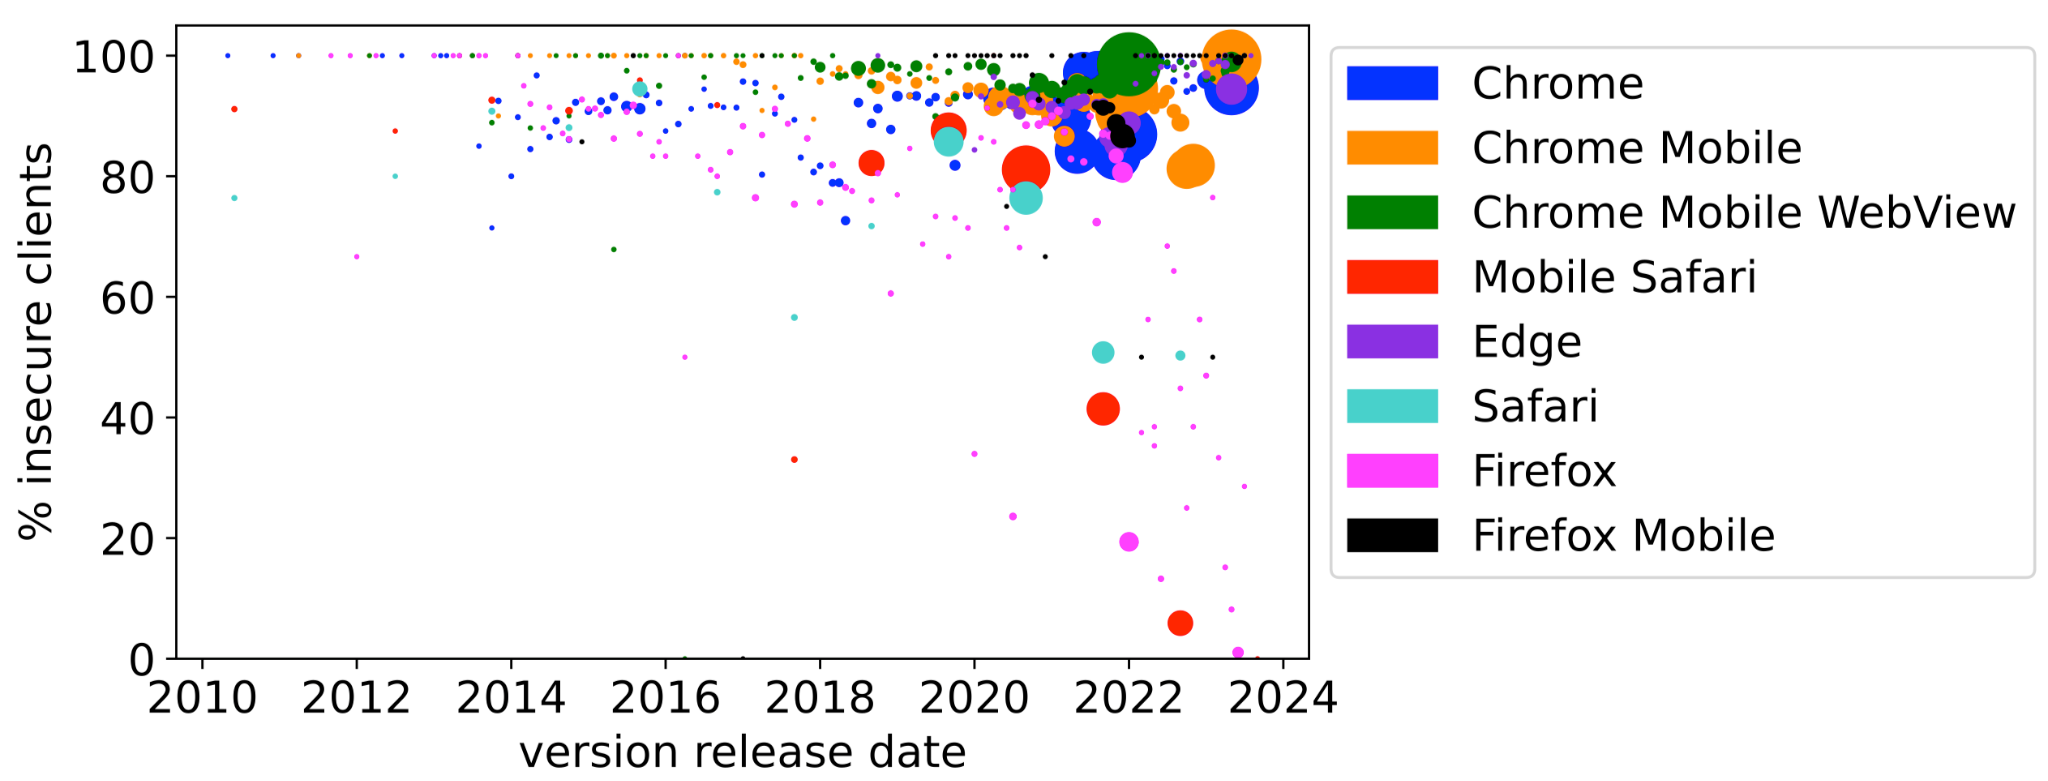 100
80
60
40
20
0
% insecure clients
2010 2012 2014 2016 2018 2020 2022 2024
version release date
Chrome
Chrome Mobile
Chrome Mobile WebView
Mobile Safari
Edge
Safari
Firefox
Firefox Mobile